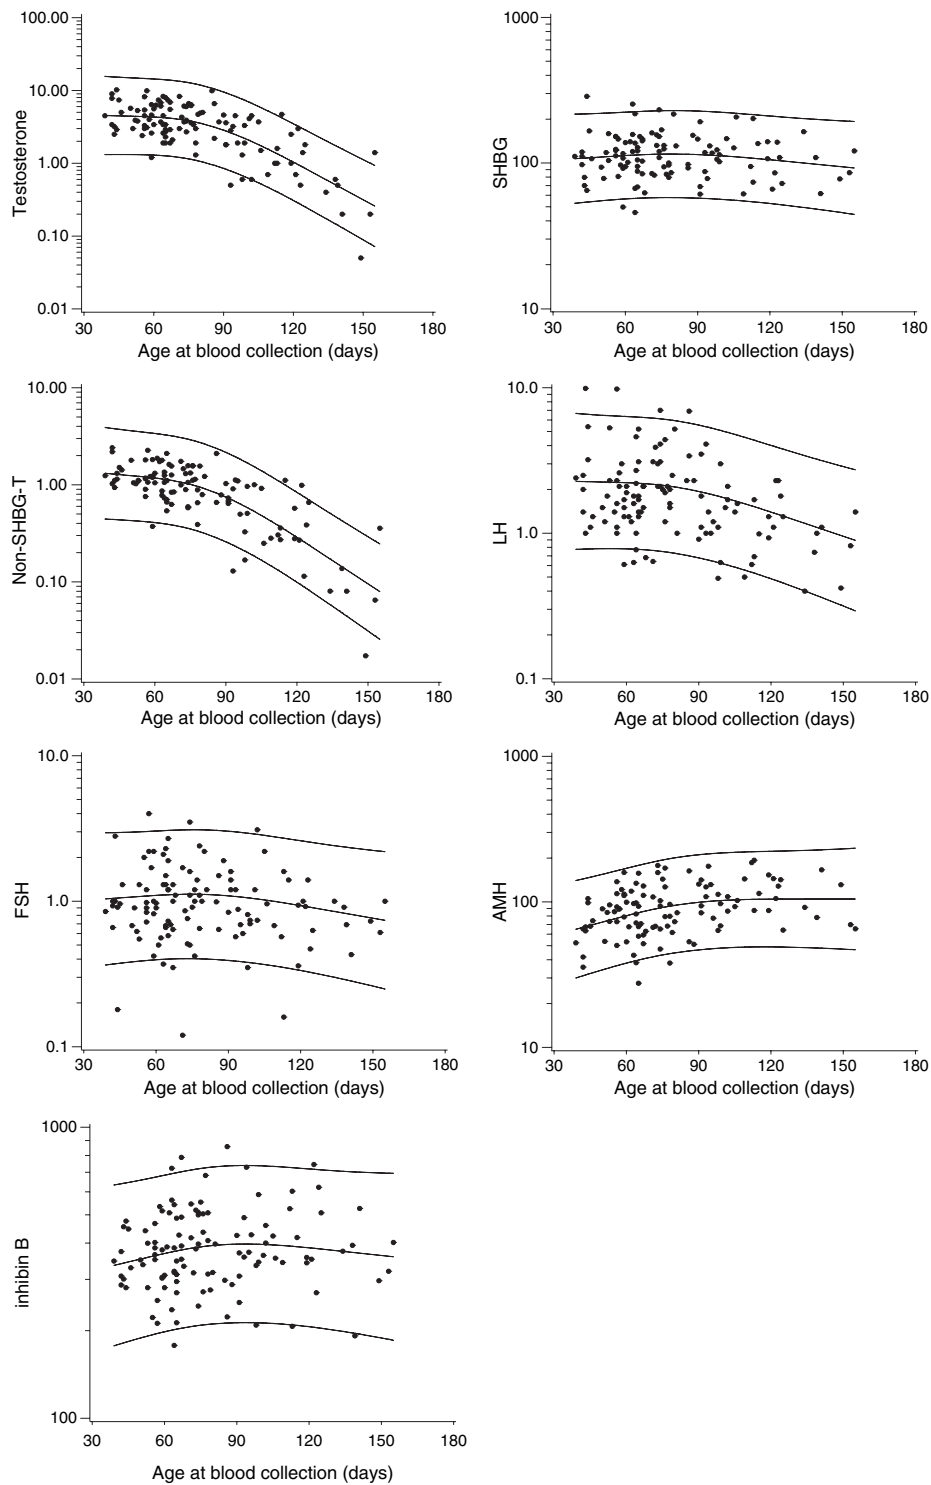 100.00
10.00
1.00
0.10
0.01
Testosterone
30 60 90 120 150 180
Age at blood collection (days)
1000
100
10
SHBG
30 60 90 120 150 180
Age at blood collection (days)
10.00
1.00
0.10
0.01
Non-SHBG-T
30 60 90 120 150 180
Age at blood collection (days)
10.0
1.0
0.1
LH
30 60 90 120 150 180
Age at blood collection (days)
10.0
1.0
0.1
FSH
30 60 90 120 150 180
Age at blood collection (days)
1000
100
10
AMH
30 60 90 120 150 180
Age at blood collection (days)
1000
100
inhibin B
30 60 90 120 150 180
Age at blood collection (days)